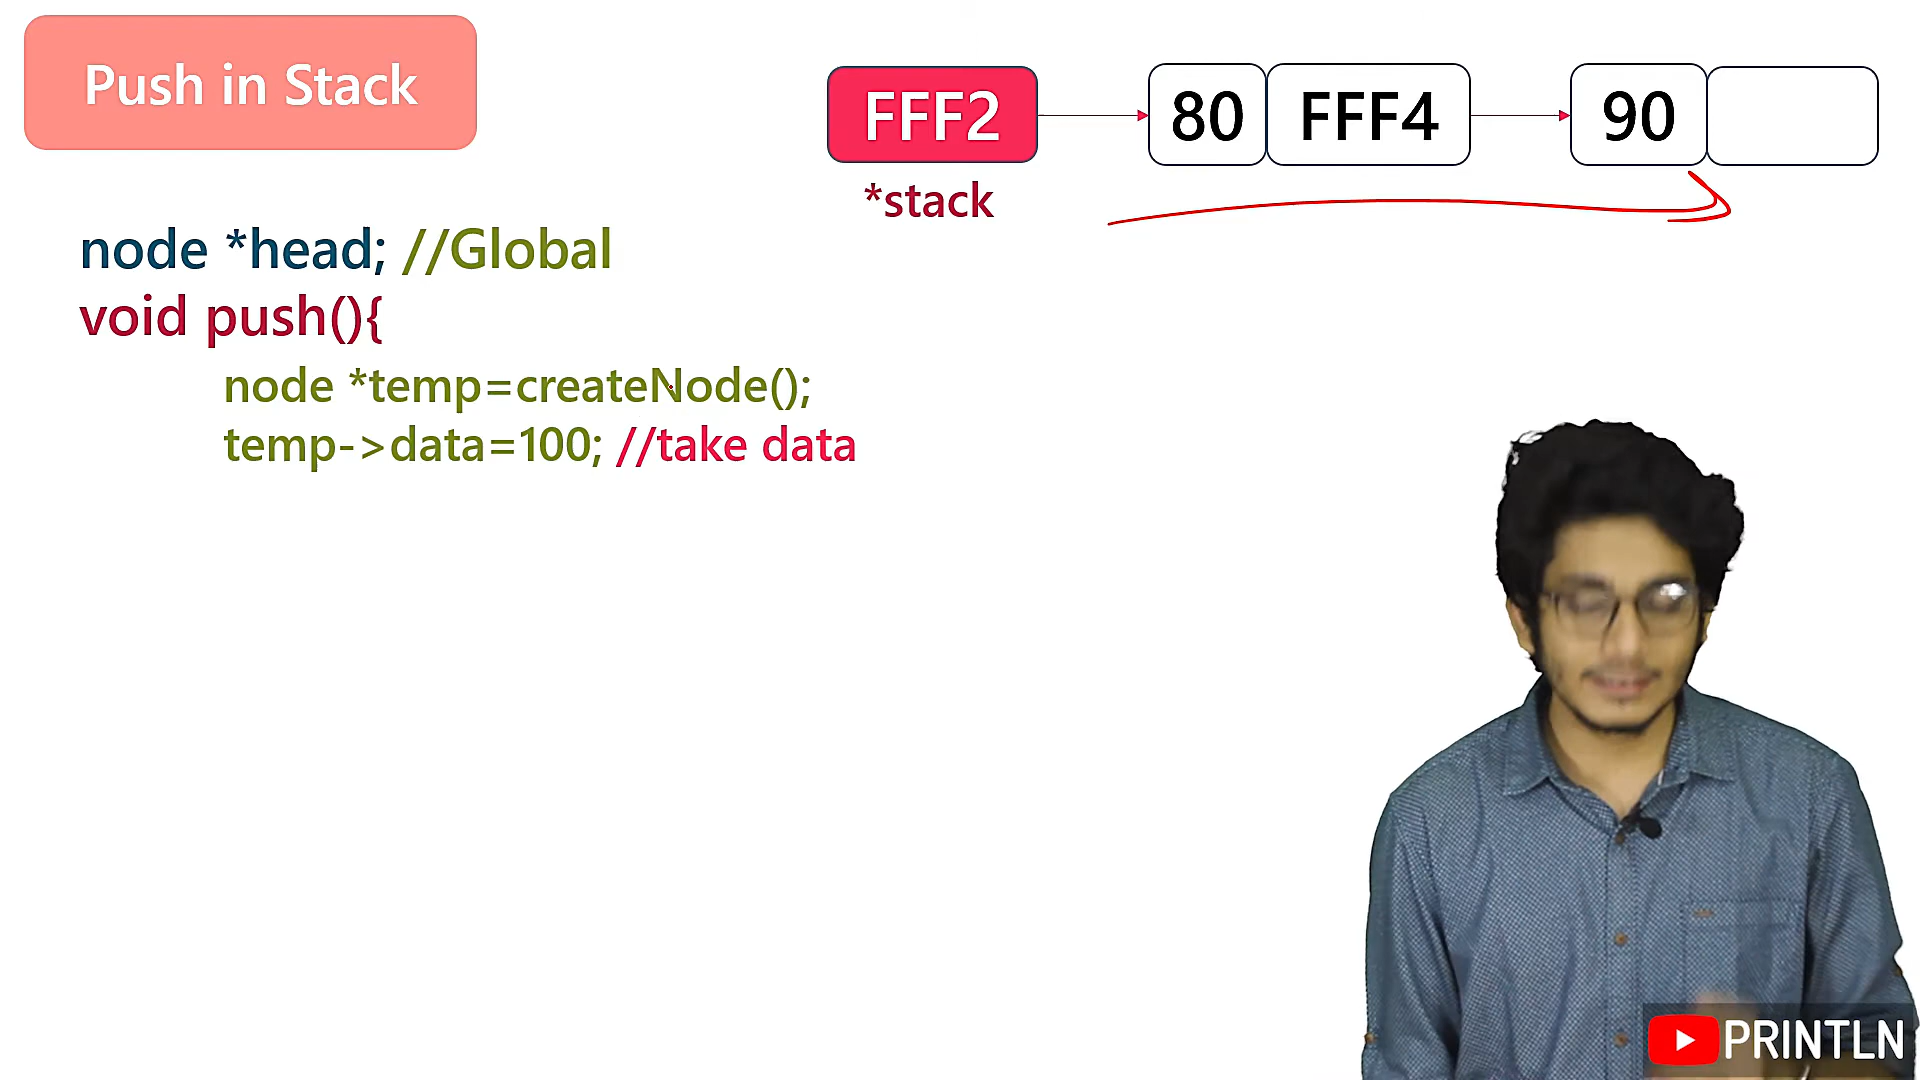 Push in Stack
FFF2 80 FFF4 90
*stack
node *head; //Global
void push(){
node *temp=createNode();
temp->data=100; //take data
PRINTLN